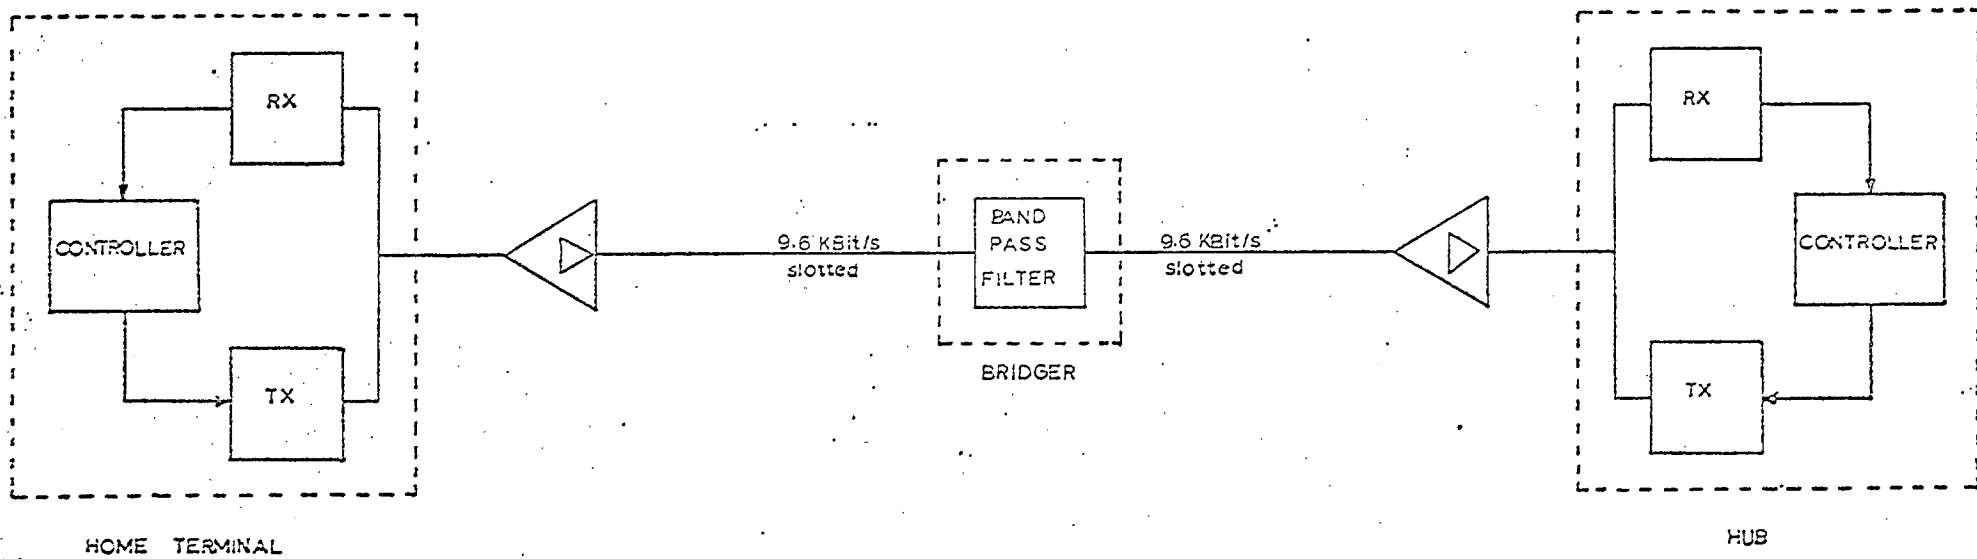 RX
CONTROLLER
TX
HOME TERMINAL
9.6 KBit/s
slotted
BAND
PASS
FILTER
BRIDGER
9.6 KBit/s
slotted
RX
CONTROLLER
TX
HUB